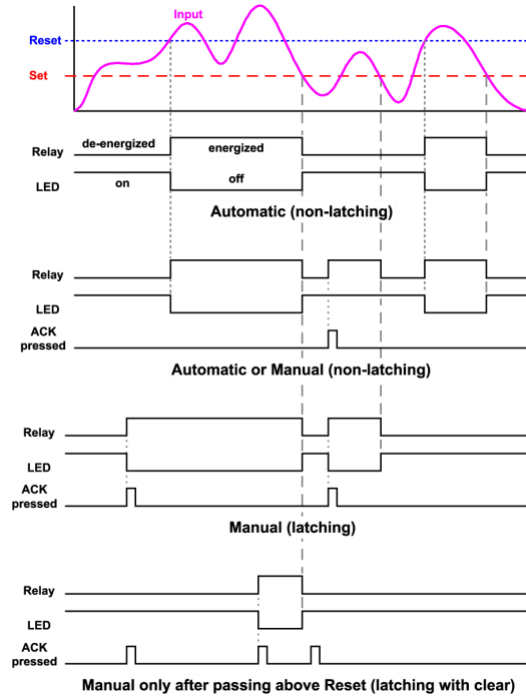 Input
Reset
Set
de-energized energized
Relay
LED on off
Automatic (non-latching)
Relay
LED
ACK
pressed
Automatic or Manual (non-latching)
Relay
LED
ACK
pressed
Manual (latching)
Relay
LED
ACK
pressed
Manual only after passing above Reset (latching with clear)